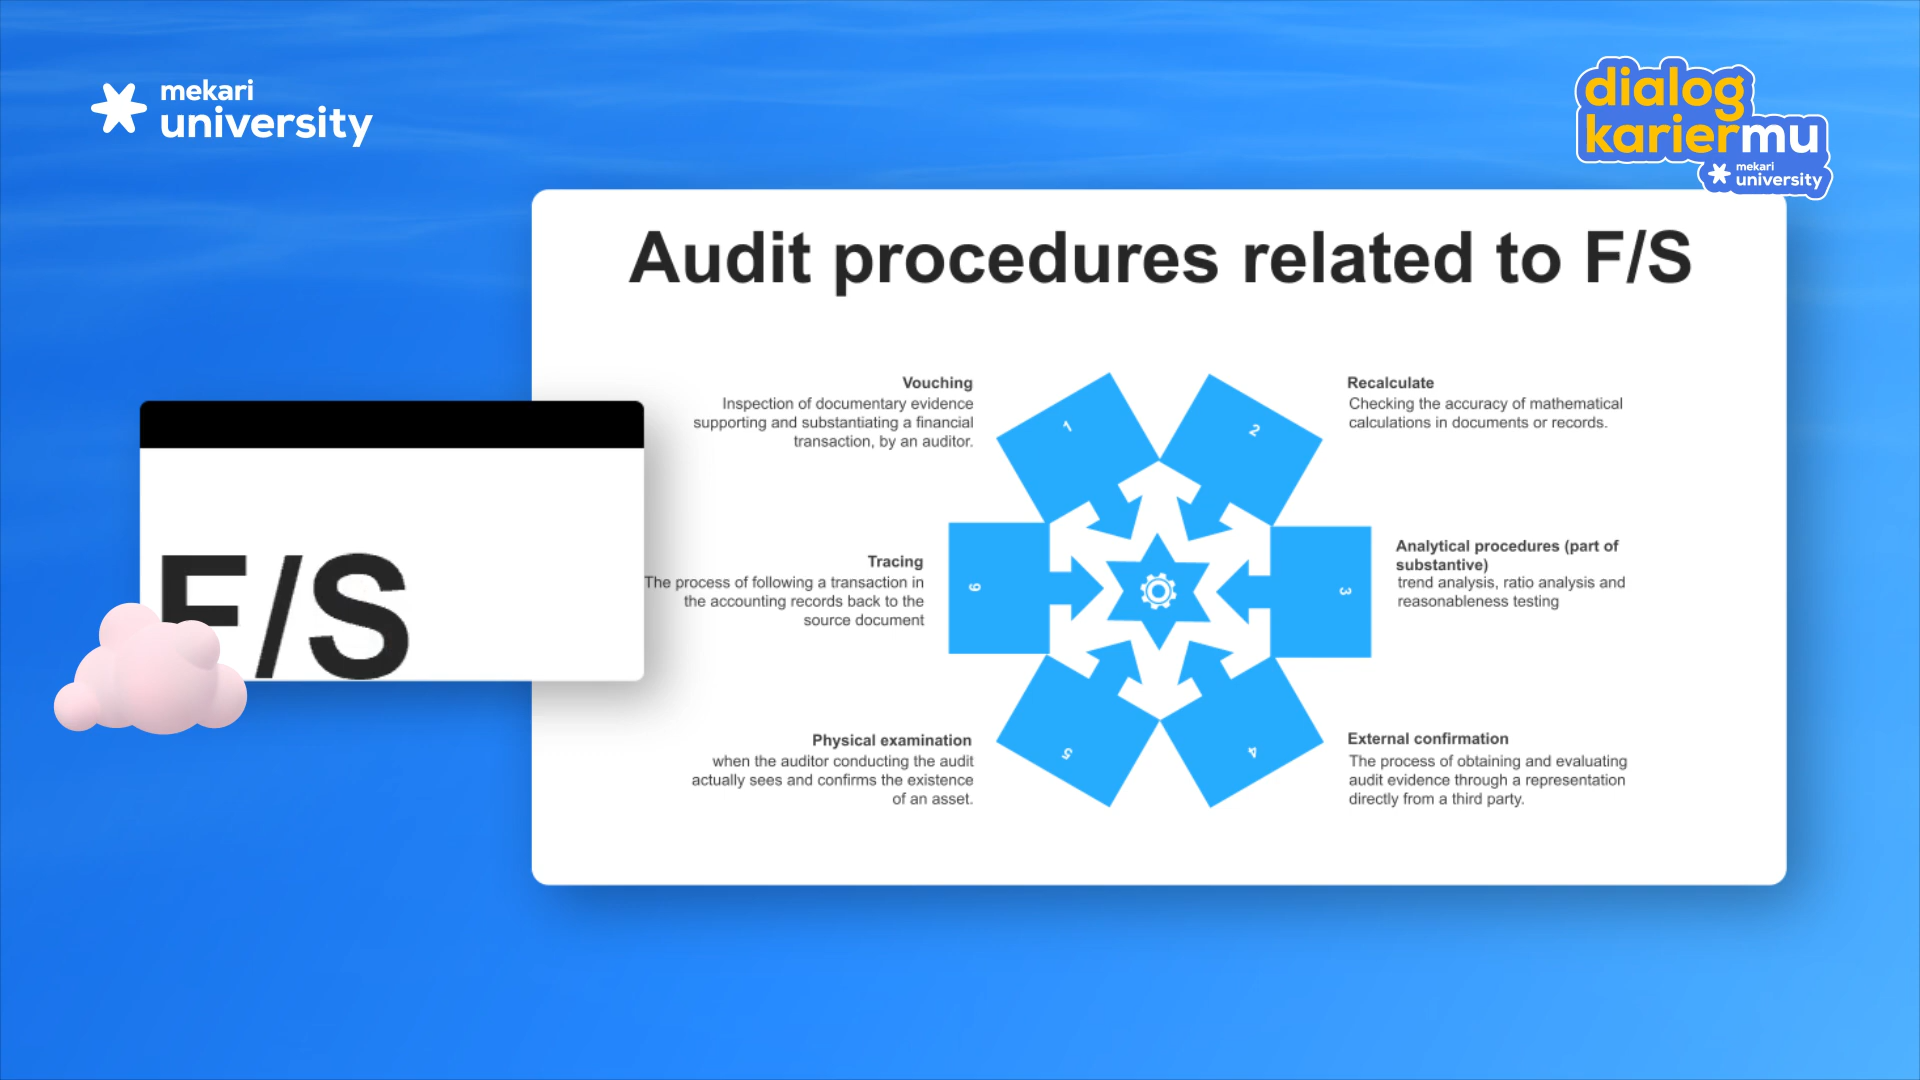 mekari
university
dialog
kariermu
mekari
university
Audit procedures related to F/S
F/S
Vouching
Inspection of documentary evidence
supporting and substantiating a financial
transaction, by an auditor.
1
2
Recalculate
Checking the accuracy of mathematical
calculations in documents or records.
Tracing
The process of following a transaction in
the accounting records back to the
source document
6
3
Analytical procedures (part of
substantive)
trend analysis, ratio analysis and
reasonableness testing
Physical examination
when the auditor conducting the audit
actually sees and confirms the existence
of an asset.
5
4
External confirmation
The process of obtaining and evaluating
audit evidence through a representation
directly from a third party.